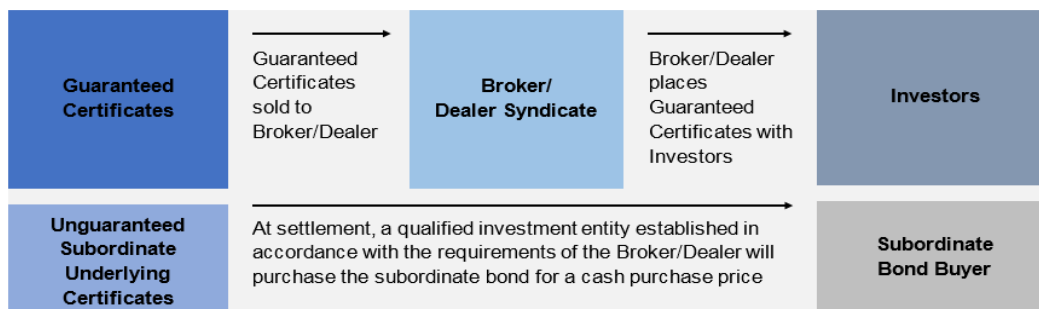 Guaranteed
Certificates
Guaranteed
Certificates
sold to
Broker/Dealer
Broker/
Dealer Syndicate
Broker/Dealer
places
Guaranteed
Certificates with
Investors
Investors
Unguaranteed
Subordinate
Underlying
Certificates
At settlement, a qualified investment entity established in
accordance with the requirements of the Broker/Dealer will
purchase the subordinate bond for a cash purchase price
Subordinate
Bond Buyer